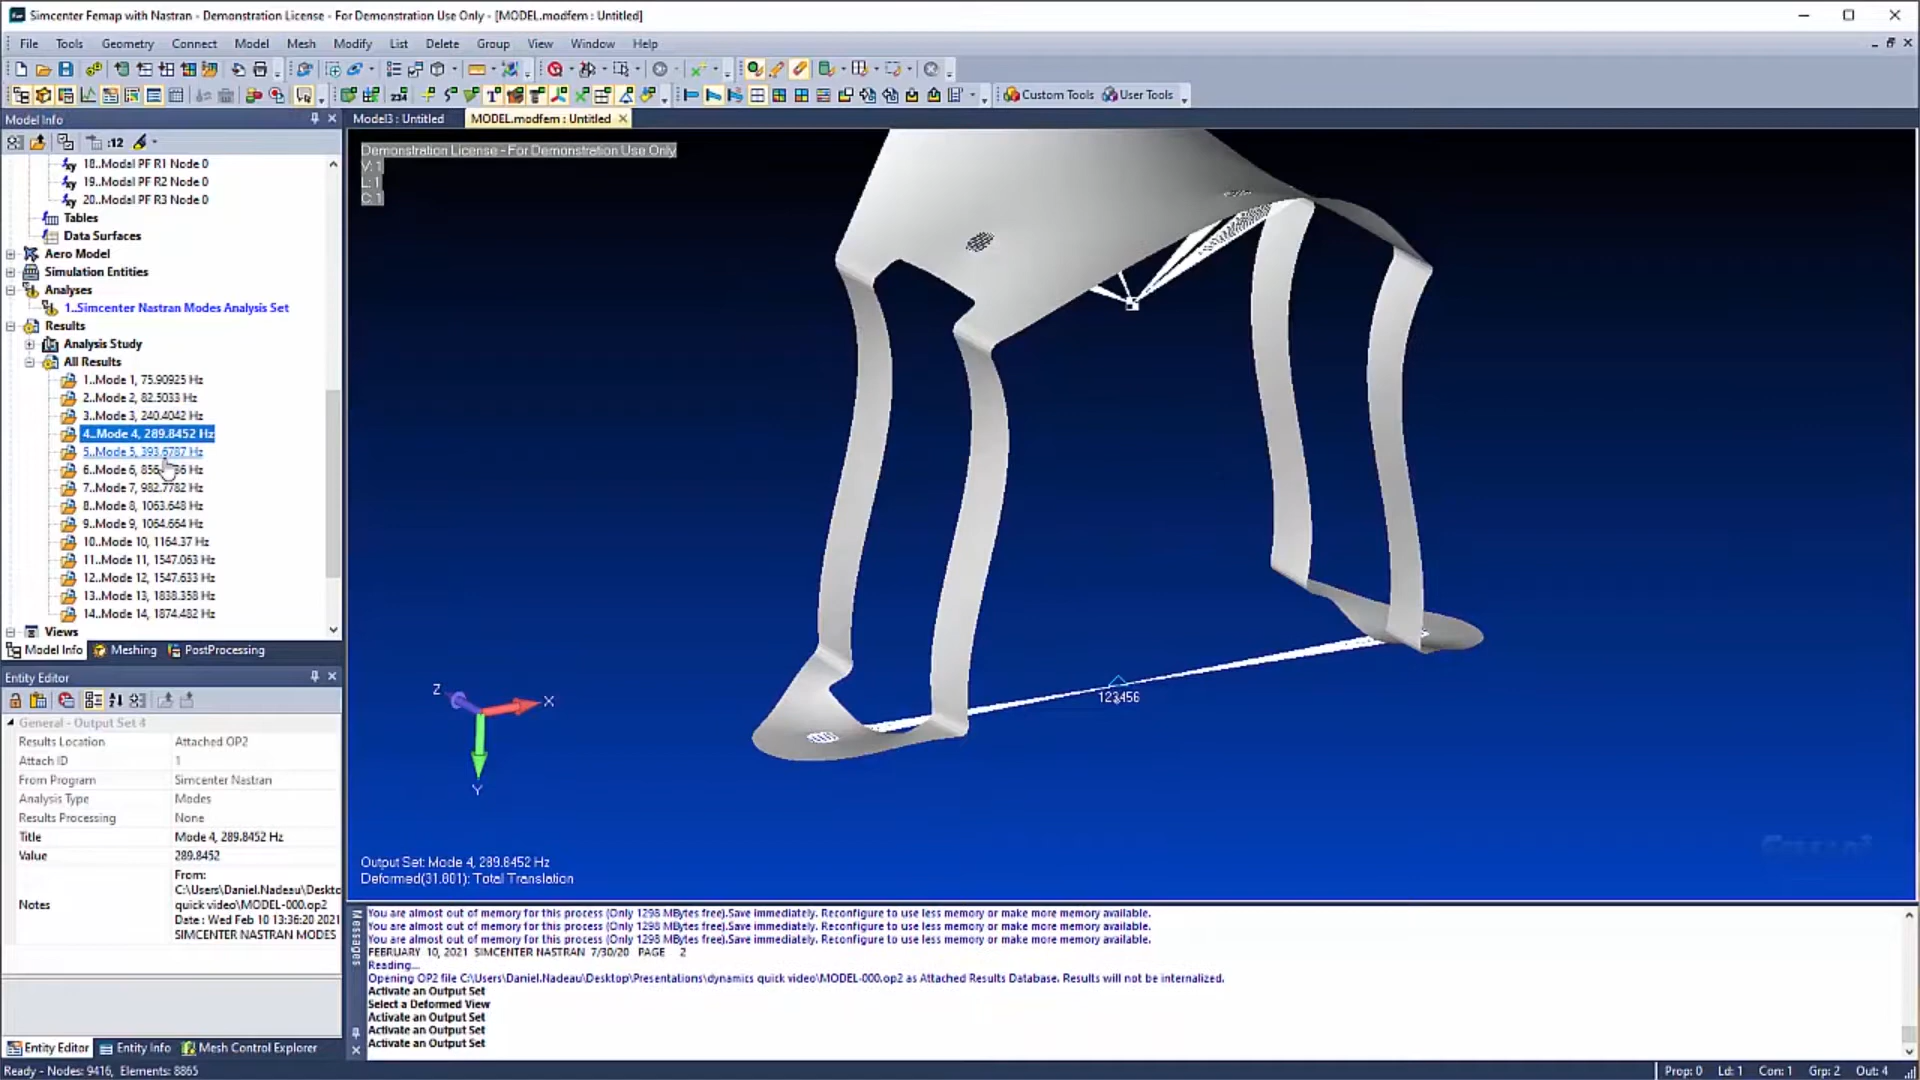 Simcenter Femap with Nastran - Demonstration License - For Demonstration Use Only - [MODEL.modfem : Untitled]
File Tools Geometry Connect Model Mesh Modify List Delete Group View Window Help
Custom Tools User Tools
Model Info
Model3 : Untitled MODEL.modfem : Untitled
:12
18..Modal PF R1 Node 0
19..Modal PF R2 Node 0
20..Modal PF R3 Node 0
Tables
Data Surfaces
Aero Model
Simulation Entities
Analyses
1..Simcenter Nastran Modes Analysis Set
Results
Analysis Study
All Results
1..Mode 1, 75.90925 Hz
2..Mode 2, 82.5033 Hz
3..Mode 3, 240.4042 Hz
4..Mode 4, 289.8452 Hz
5..Mode 5, 393.6787 Hz
6..Mode 6, Hz
7..Mode 7, 982.7782 Hz
8..Mode 8, 1063.648 Hz
9..Mode 9, 1064.664 Hz
10..Mode 10, 1164.37 Hz
11..Mode 11, 1547.063 Hz
12..Mode 12, 1547.633 Hz
13..Mode 13, 1838.358 Hz
14..Mode 14, 1874.482 Hz
Views
Model Info Meshing PostProcessing
Entity Editor
General - Output Set 4
Results Location Attached OP2
Attach ID 1
From Program Simcenter Nastran
Analysis Type Modes
Results Processing None
Title Mode 4, 289.8452 Hz
Value 289.8452
Notes From:
C:\Users\Daniel.Nadeau\Deskto
quick video\MODEL-000.op2
Date : Wed Feb 10 13:36:20 2021
SIMCENTER NASTRAN MODES
Entity Editor Entity Info Mesh Control Explorer
Demonstration License - For Demonstration Use Only
V: 1
L: 1
C: 1
123456
Z X Y
Output Set: Mode 4, 289.8452 Hz
Deformed(31.801): Total Translation
Messages
You are almost out of memory for this process (Only 1298 MBytes free).Save immediately. Reconfigure to use less memory or make more memory available.
You are almost out of memory for this process (Only 1298 MBytes free).Save immediately. Reconfigure to use less memory or make more memory available.
You are almost out of memory for this process (Only 1298 MBytes free).Save immediately. Reconfigure to use less memory or make more memory available.
FEBRUARY 10, 2021 SIMCENTER NASTRAN 7/30/20 PAGE 2
Reading...
Opening OP2 file C:\Users\Daniel.Nadeau\Desktop\Presentations\dynamics quick video\MODEL-000.op2 as Attached Results Database. Results will not be internalized.
Activate an Output Set
Select a Deformed View
Activate an Output Set
Activate an Output Set
Activate an Output Set
Ready - Nodes: 9416, Elements: 8865
Prop: 0 Ld: 1 Con: 1 Grp: 2 Out: 4